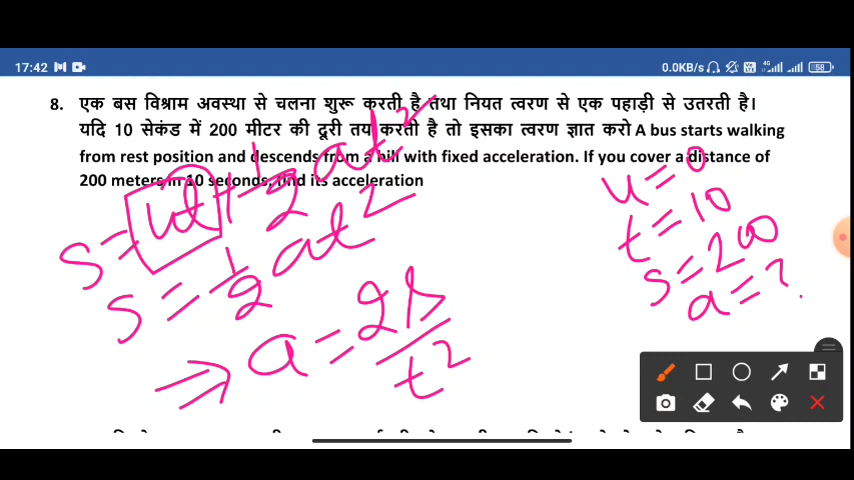 17:42 0.0KB/s 4G 58
8. एक बस विश्राम अवस्था से चलना शुरू करती है तथा नियत त्वरण से एक पहाड़ी से उतरती है।
यदि 10 सेकंड में 200 मीटर की दूरी तय करती है तो इसका त्वरण ज्ञात करो A bus starts walking
from rest position and descends from a hill with fixed acceleration. If you cover a distance of
200 meters in 10 seconds, find its acceleration
s = ut + 1/2 at²
s = 1/2 at²
⇒ a = 2s/t²
u = 0
t = 10
s = 200
a = ?